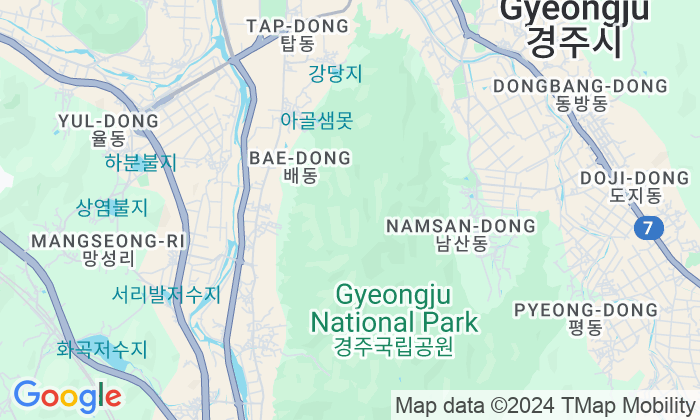 Gyeongju
경주시
TAP-DONG
탑동
강당지
DONGBANG-DONG
동방동
YUL-DONG
율동
아골샘못
하분불지
BAE-DONG
배동
DOJI-DONG
도지동
상염불지
NAMSAN-DONG
남산동
7
MANGSEONG-RI
망성리
서리발저수지
Gyeongju
National Park
경주국립공원
PYEONG-DONG
평동
화곡저수지
Google
Map data ©2024 TMap Mobility